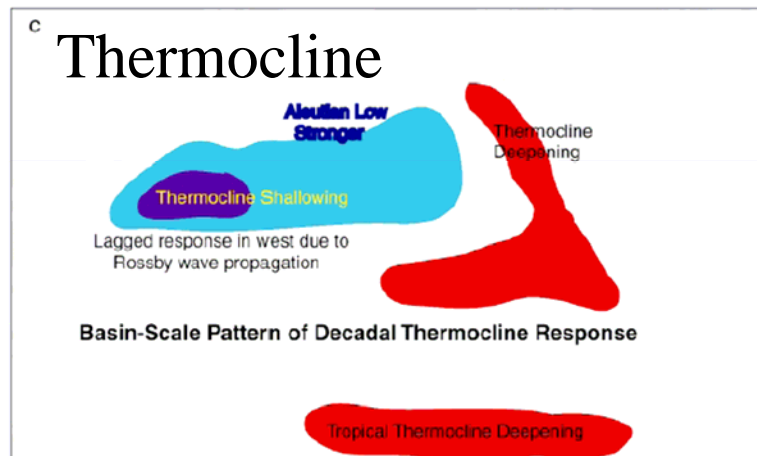 C
Thermocline
Aleutian Low
Stronger
Thermocline
Deepening
Thermocline Shallowing
Lagged response in west due to
Rossby wave propagation
Basin-Scale Pattern of Decadal Thermocline Response
Tropical Thermocline Deepening